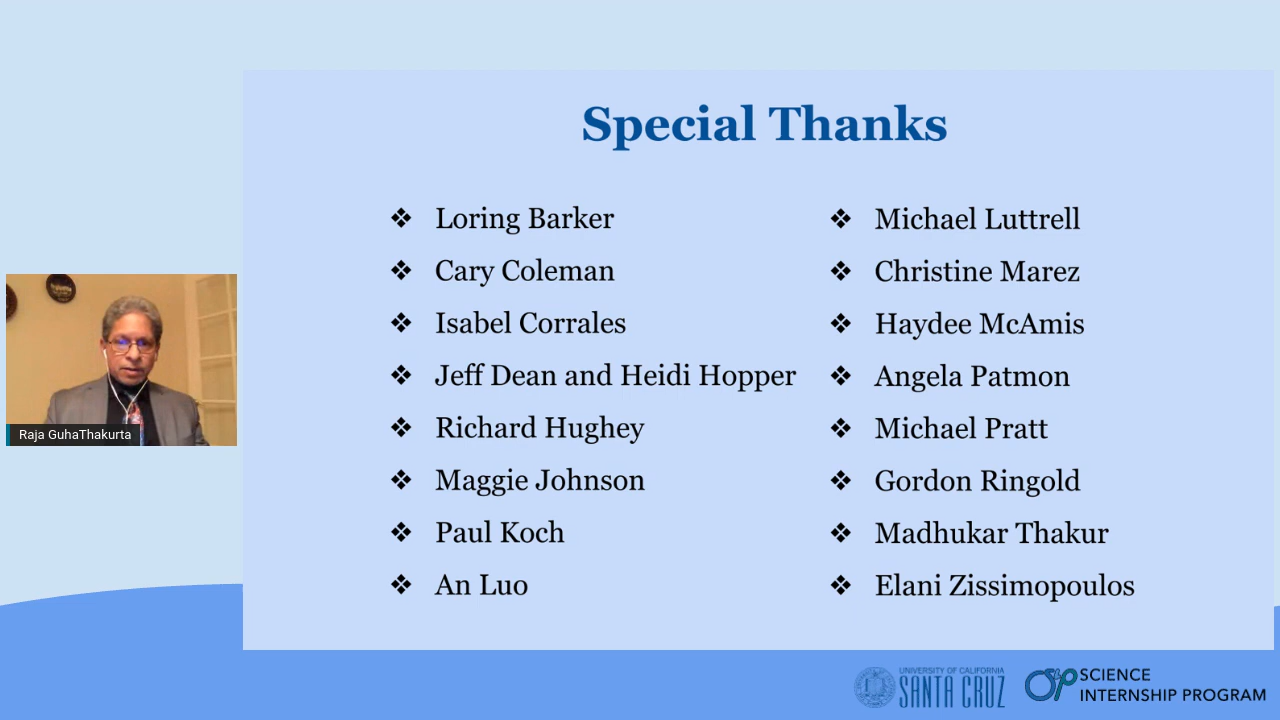 Special Thanks
❖ Loring Barker
❖ Cary Coleman
❖ Isabel Corrales
❖ Jeff Dean and Heidi Hopper
❖ Richard Hughey
❖ Maggie Johnson
❖ Paul Koch
❖ An Luo
❖ Michael Luttrell
❖ Christine Marez
❖ Haydee McAmis
❖ Angela Patmon
❖ Michael Pratt
❖ Gordon Ringold
❖ Madhukar Thakur
❖ Elani Zissimopoulos
Raja GuhaThakurta
UNIVERSITY OF CALIFORNIA
SANTA CRUZ
SCIENCE
INTERNSHIP PROGRAM